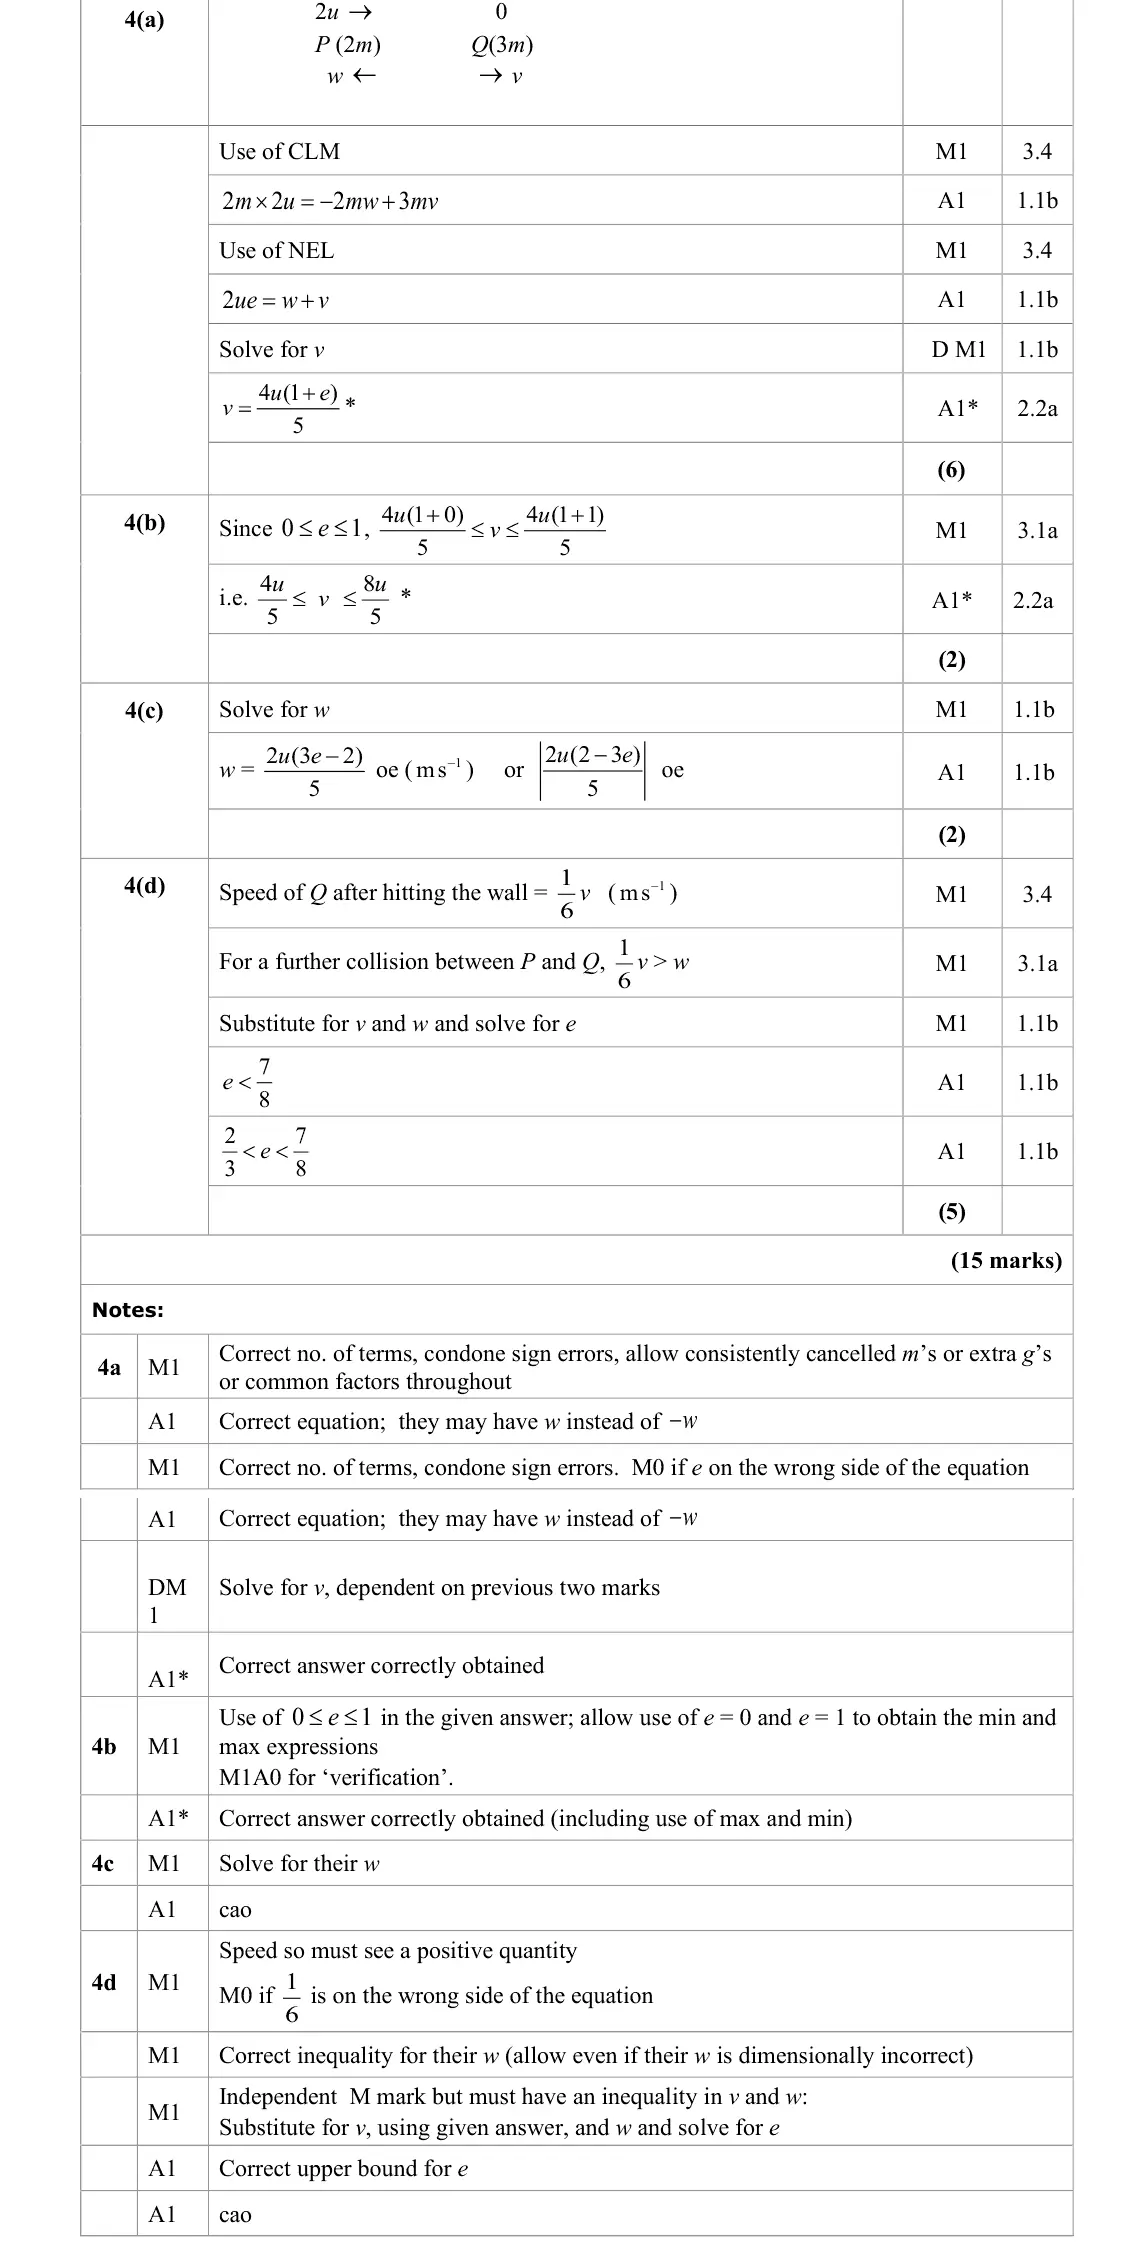 4(a)
2u → 0
P (2m) Q(3m)
w ← → v
Use of CLM M1 3.4
2m × 2u = −2mw + 3mv A1 1.1b
Use of NEL M1 3.4
2ue = w + v A1 1.1b
Solve for v D M1 1.1b
v = 4u(1 + e)/5 * A1* 2.2a
(6)
4(b) Since 0 ≤ e ≤ 1, 4u(1 + 0)/5 ≤ v ≤ 4u(1 + 1)/5 M1 3.1a
i.e. 4u/5 ≤ v ≤ 8u/5 * A1* 2.2a
(2)
4(c) Solve for w M1 1.1b
w = 2u(3e − 2)/5 oe ( m s⁻¹ ) or |2u(2 − 3e)/5| oe A1 1.1b
(2)
4(d) Speed of Q after hitting the wall = 1/6 v ( m s⁻¹ ) M1 3.4
For a further collision between P and Q, 1/6 v > w M1 3.1a
Substitute for v and w and solve for e M1 1.1b
e < 7/8 A1 1.1b
2/3 < e < 7/8 A1 1.1b
(5)
(15 marks)
Notes:
4a M1 Correct no. of terms, condone sign errors, allow consistently cancelled m’s or extra g’s
or common factors throughout
A1 Correct equation; they may have w instead of −w
M1 Correct no. of terms, condone sign errors. M0 if e on the wrong side of the equation
A1 Correct equation; they may have w instead of −w
DM
1 Solve for v, dependent on previous two marks
A1* Correct answer correctly obtained
4b M1 Use of 0 ≤ e ≤ 1 in the given answer; allow use of e = 0 and e = 1 to obtain the min and
max expressions
M1A0 for ‘verification’.
A1* Correct answer correctly obtained (including use of max and min)
4c M1 Solve for their w
A1 cao
4d M1 Speed so must see a positive quantity
M0 if 1/6 is on the wrong side of the equation
M1 Correct inequality for their w (allow even if their w is dimensionally incorrect)
M1 Independent M mark but must have an inequality in v and w:
Substitute for v, using given answer, and w and solve for e
A1 Correct upper bound for e
A1 cao